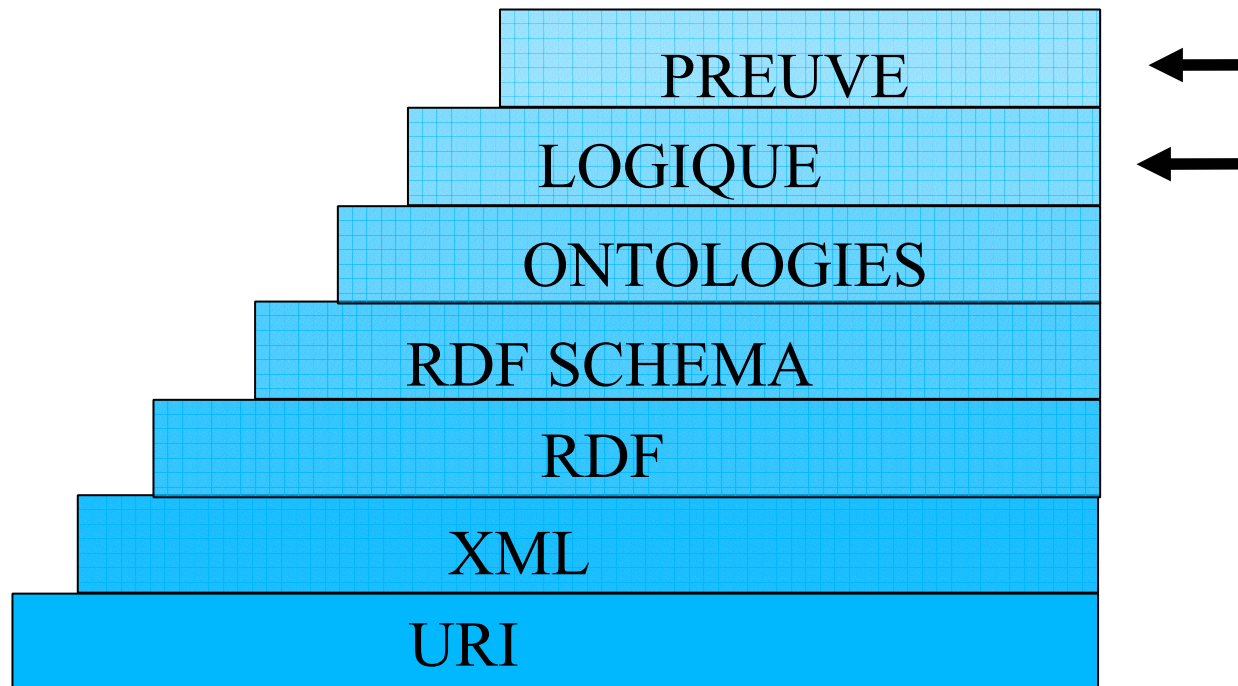 PREUVE
LOGIQUE
ONTOLOGIES
RDF SCHEMA
RDF
XML
URI